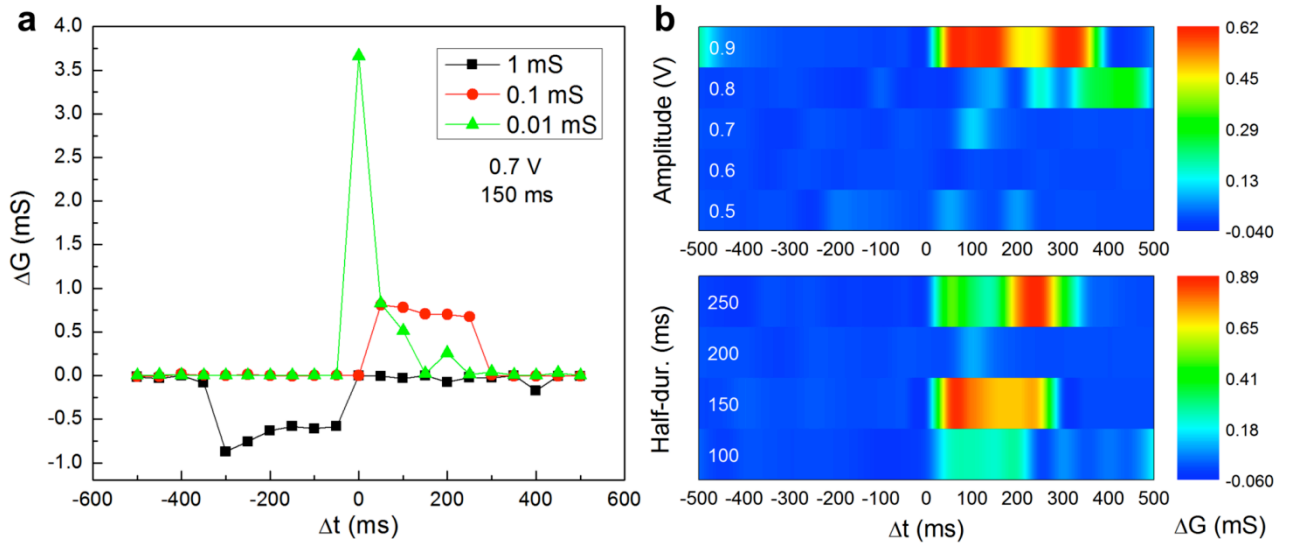 a
ΔG (mS)
4.0
3.5
3.0
2.5
2.0
1.5
1.0
0.5
0.0
-0.5
-1.0
1 mS
0.1 mS
0.01 mS
0.7 V
150 ms
-600 -400 -200 0 200 400 600
Δt (ms)
b
Amplitude (V)
0.9
0.8
0.7
0.6
0.5
-500 -300 -200 -100 0 100 200 300 400 500
0.62
0.45
0.29
0.13
-0.040
Half-dur. (ms)
250
200
150
100
-500 -300 -200 -100 0 100 200 300 400 500
Δt (ms)
0.89
0.65
0.41
0.18
-0.060
ΔG (mS)